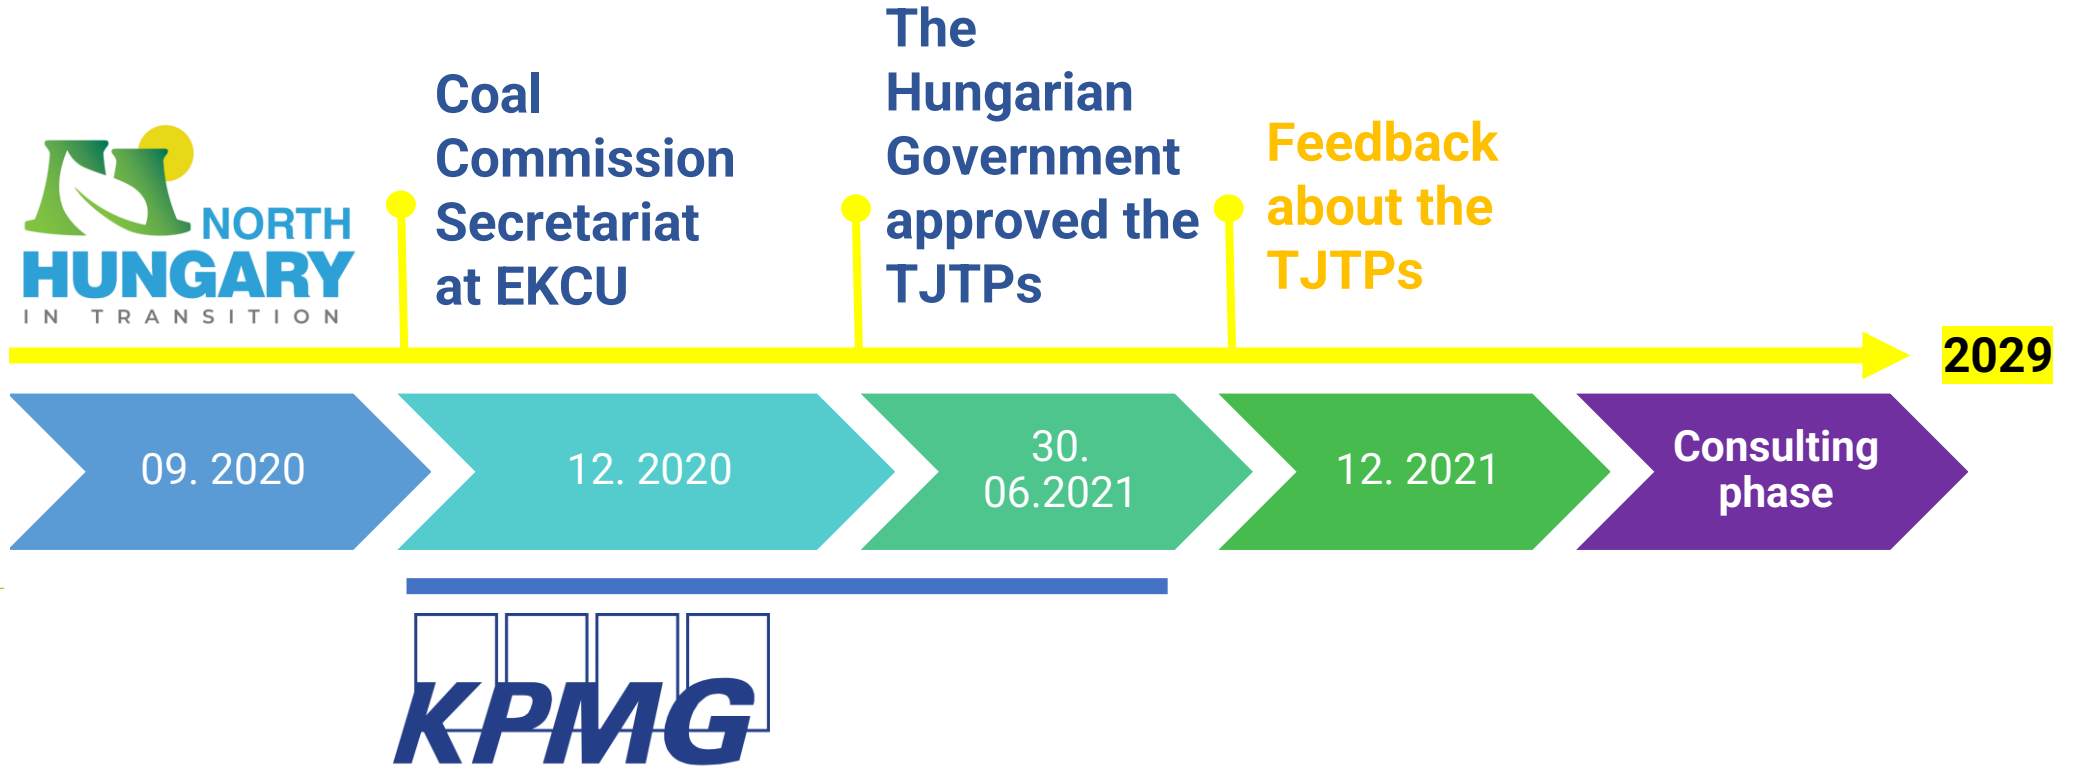 NORTH
HUNGARY
IN TRANSITION
Coal
Commission
Secretariat
at EKCU
The
Hungarian
Government
approved the
TJTPs
Feedback
about the
TJTPs
2029
09. 2020
12. 2020
30.
06.2021
12. 2021
Consulting
phase
KPMG